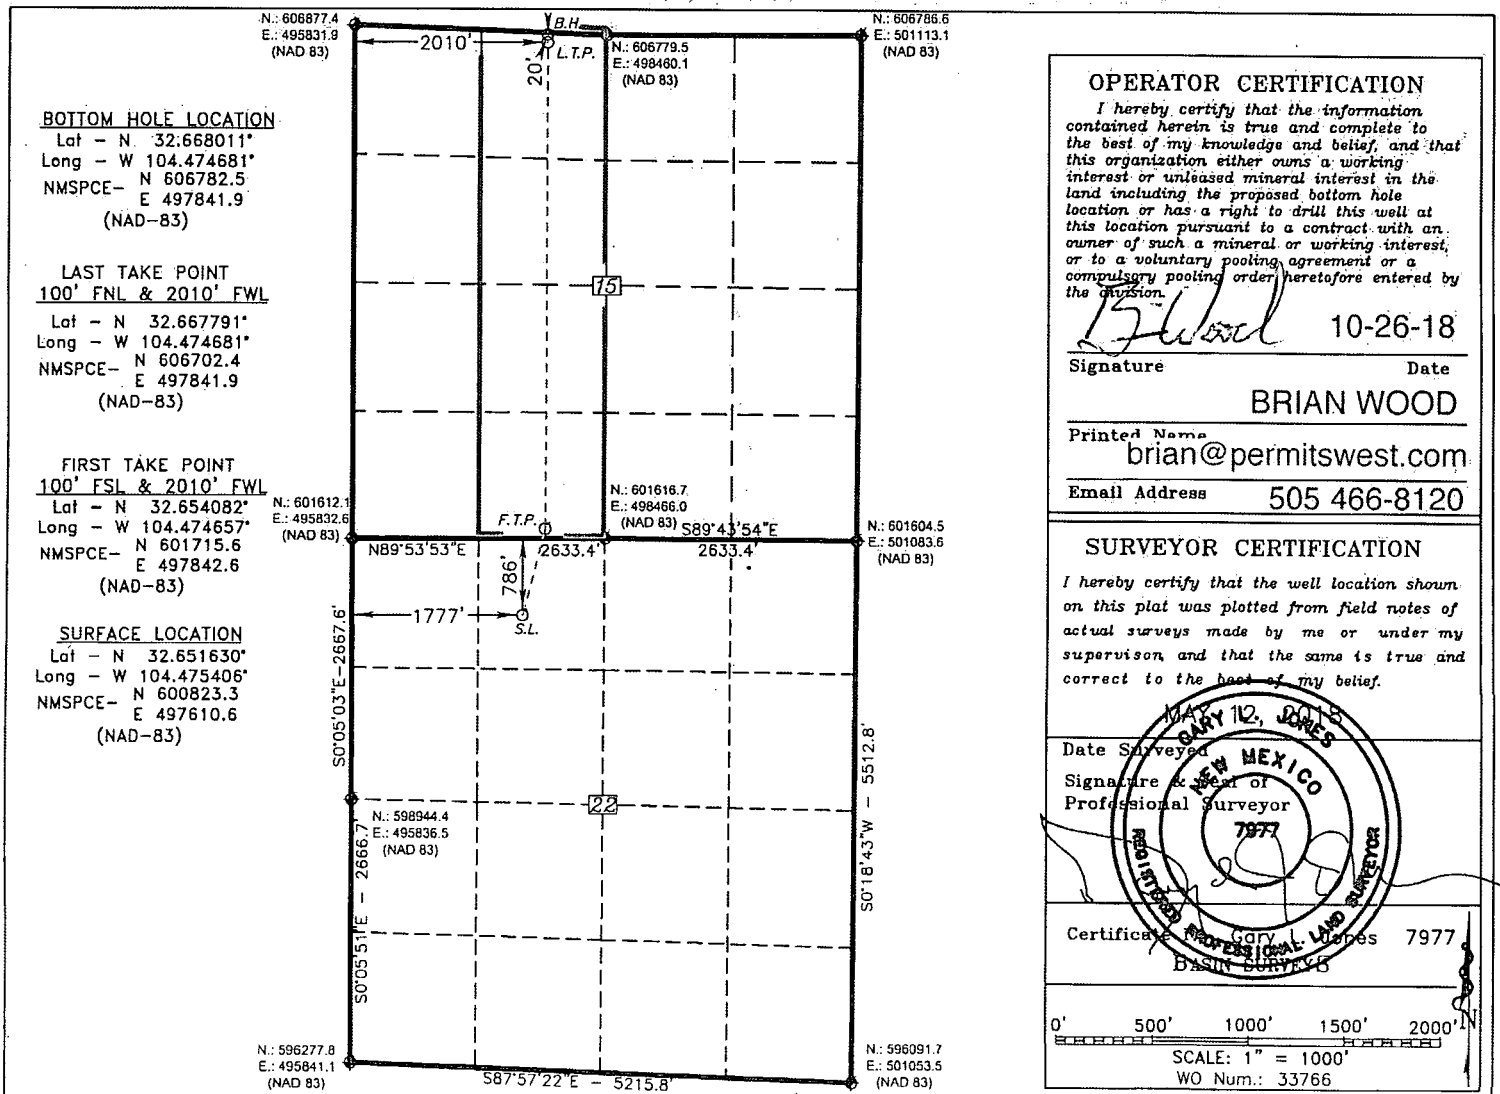 BOTTOM HOLE LOCATION
Lat - N 32.668011°
Long - W 104.474681°
NMSPCE- N 606782.5
E 497841.9
(NAD-83)
LAST TAKE POINT
100' FNL & 2010' FWL
Lat - N 32.667791°
Long - W 104.474681°
NMSPCE- N 606702.4
E 497841.9
(NAD-83)
FIRST TAKE POINT
100' FSL & 2010' FWL
Lat - N 32.654082°
Long - W 104.474657°
NMSPCE- N 601715.6
E 497842.6
(NAD-83)
SURFACE LOCATION
Lat - N 32.651630°
Long - W 104.475406°
NMSPCE- N 600823.3
E 497610.6
(NAD-83)
N.: 606877.4
E.: 495831.9
(NAD 83)
B.H.
2010'
L.T.P.
20'
N.: 606779.5
E.: 498460.1
(NAD 83)
N.: 606786.6
E.: 501113.1
(NAD 83)
15
N.: 601612.1
E.: 495832.6
(NAD 83)
F.T.P.
N.: 601616.7
E.: 498466.0
(NAD 83)
S89°43'54"E
2633.4'
N.: 601604.5
E.: 501083.6
(NAD 83)
N89°53'53"E
2633.4'
786'
1777'
S.L.
S0°05'03"E-2667.6'
22
N.: 598944.4
E.: 495836.5
(NAD 83)
S0°05'51"E - 2666.7'
S0°18'43"W - 5512.8'
N.: 596277.8
E.: 495841.1
(NAD 83)
S87°57'22"E - 5215.8'
N.: 596091.7
E.: 501053.5
(NAD 83)
OPERATOR CERTIFICATION
I hereby certify that the information
contained herein is true and complete to
the best of my knowledge and belief, and that
this organization either owns a working
interest or unleased mineral interest in the
land including the proposed bottom hole
location or has a right to drill this well at
this location pursuant to a contract with an
owner of such a mineral or working interest,
or to a voluntary pooling agreement or a
compulsory pooling order heretofore entered by
the division.
B Wood 10-26-18
Signature Date
BRIAN WOOD
Printed Name
brian@permitswest.com
Email Address 505 466-8120
SURVEYOR CERTIFICATION
I hereby certify that the well location shown
on this plat was plotted from field notes of
actual surveys made by me or under my
supervison, and that the same is true and
correct to the best of my belief.
MAY 12, 2018
Date Surveyed
Signature & Seal of
Professional Surveyor
GARY L. JONES
NEW MEXICO
7977
REGISTERED PROFESSIONAL LAND SURVEYOR
Certificate No. Gary L. Jones 7977
BASIN SURVEYS
0' 500' 1000' 1500' 2000'
N
SCALE: 1" = 1000'
WO Num.: 33766